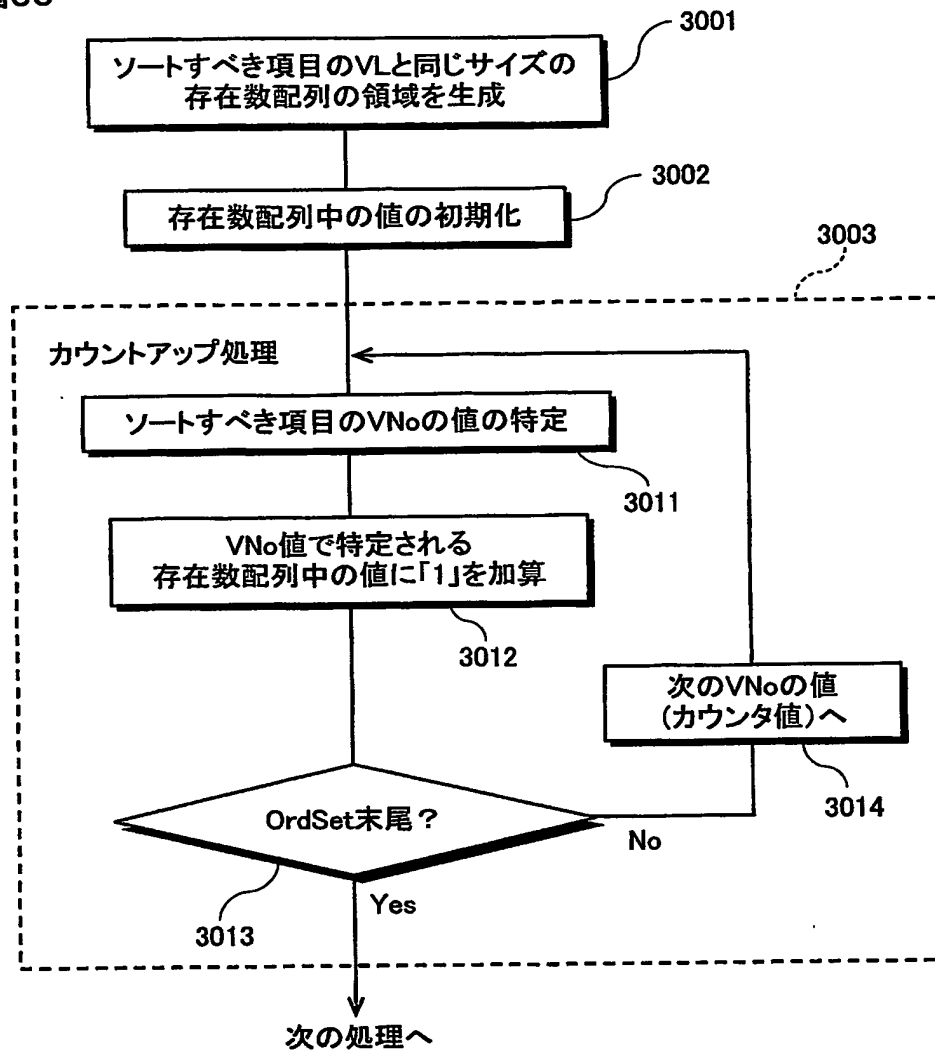 3001
ソートすべき項目のVLと同じサイズの
存在数配列の領域を生成
3002
存在数配列中の値の初期化
3003
カウントアップ処理
ソートすべき項目のVNoの値の特定
3011
VNo値で特定される
存在数配列中の値に「1」を加算
3012
次のVNoの値
(カウンタ値)へ
3014
OrdSet末尾?
No
3013
Yes
次の処理へ